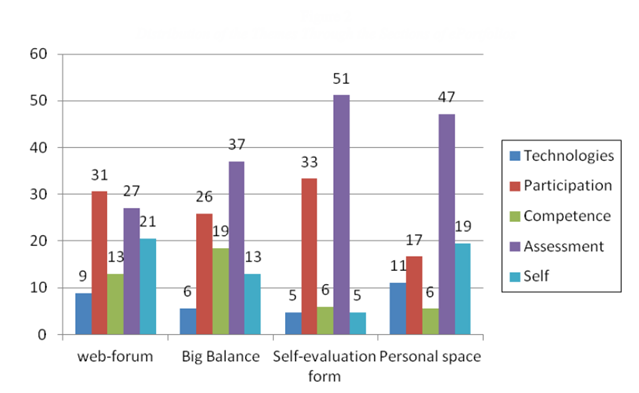 60
50
40
30
20
10
0
9
31
13
27
21
6
26
19
37
13
5
33
6
51
5
11
17
6
47
19
web-forum
Big Balance
Self-evaluation
form
Personal space
Technologies
Participation
Competence
Assessment
Self